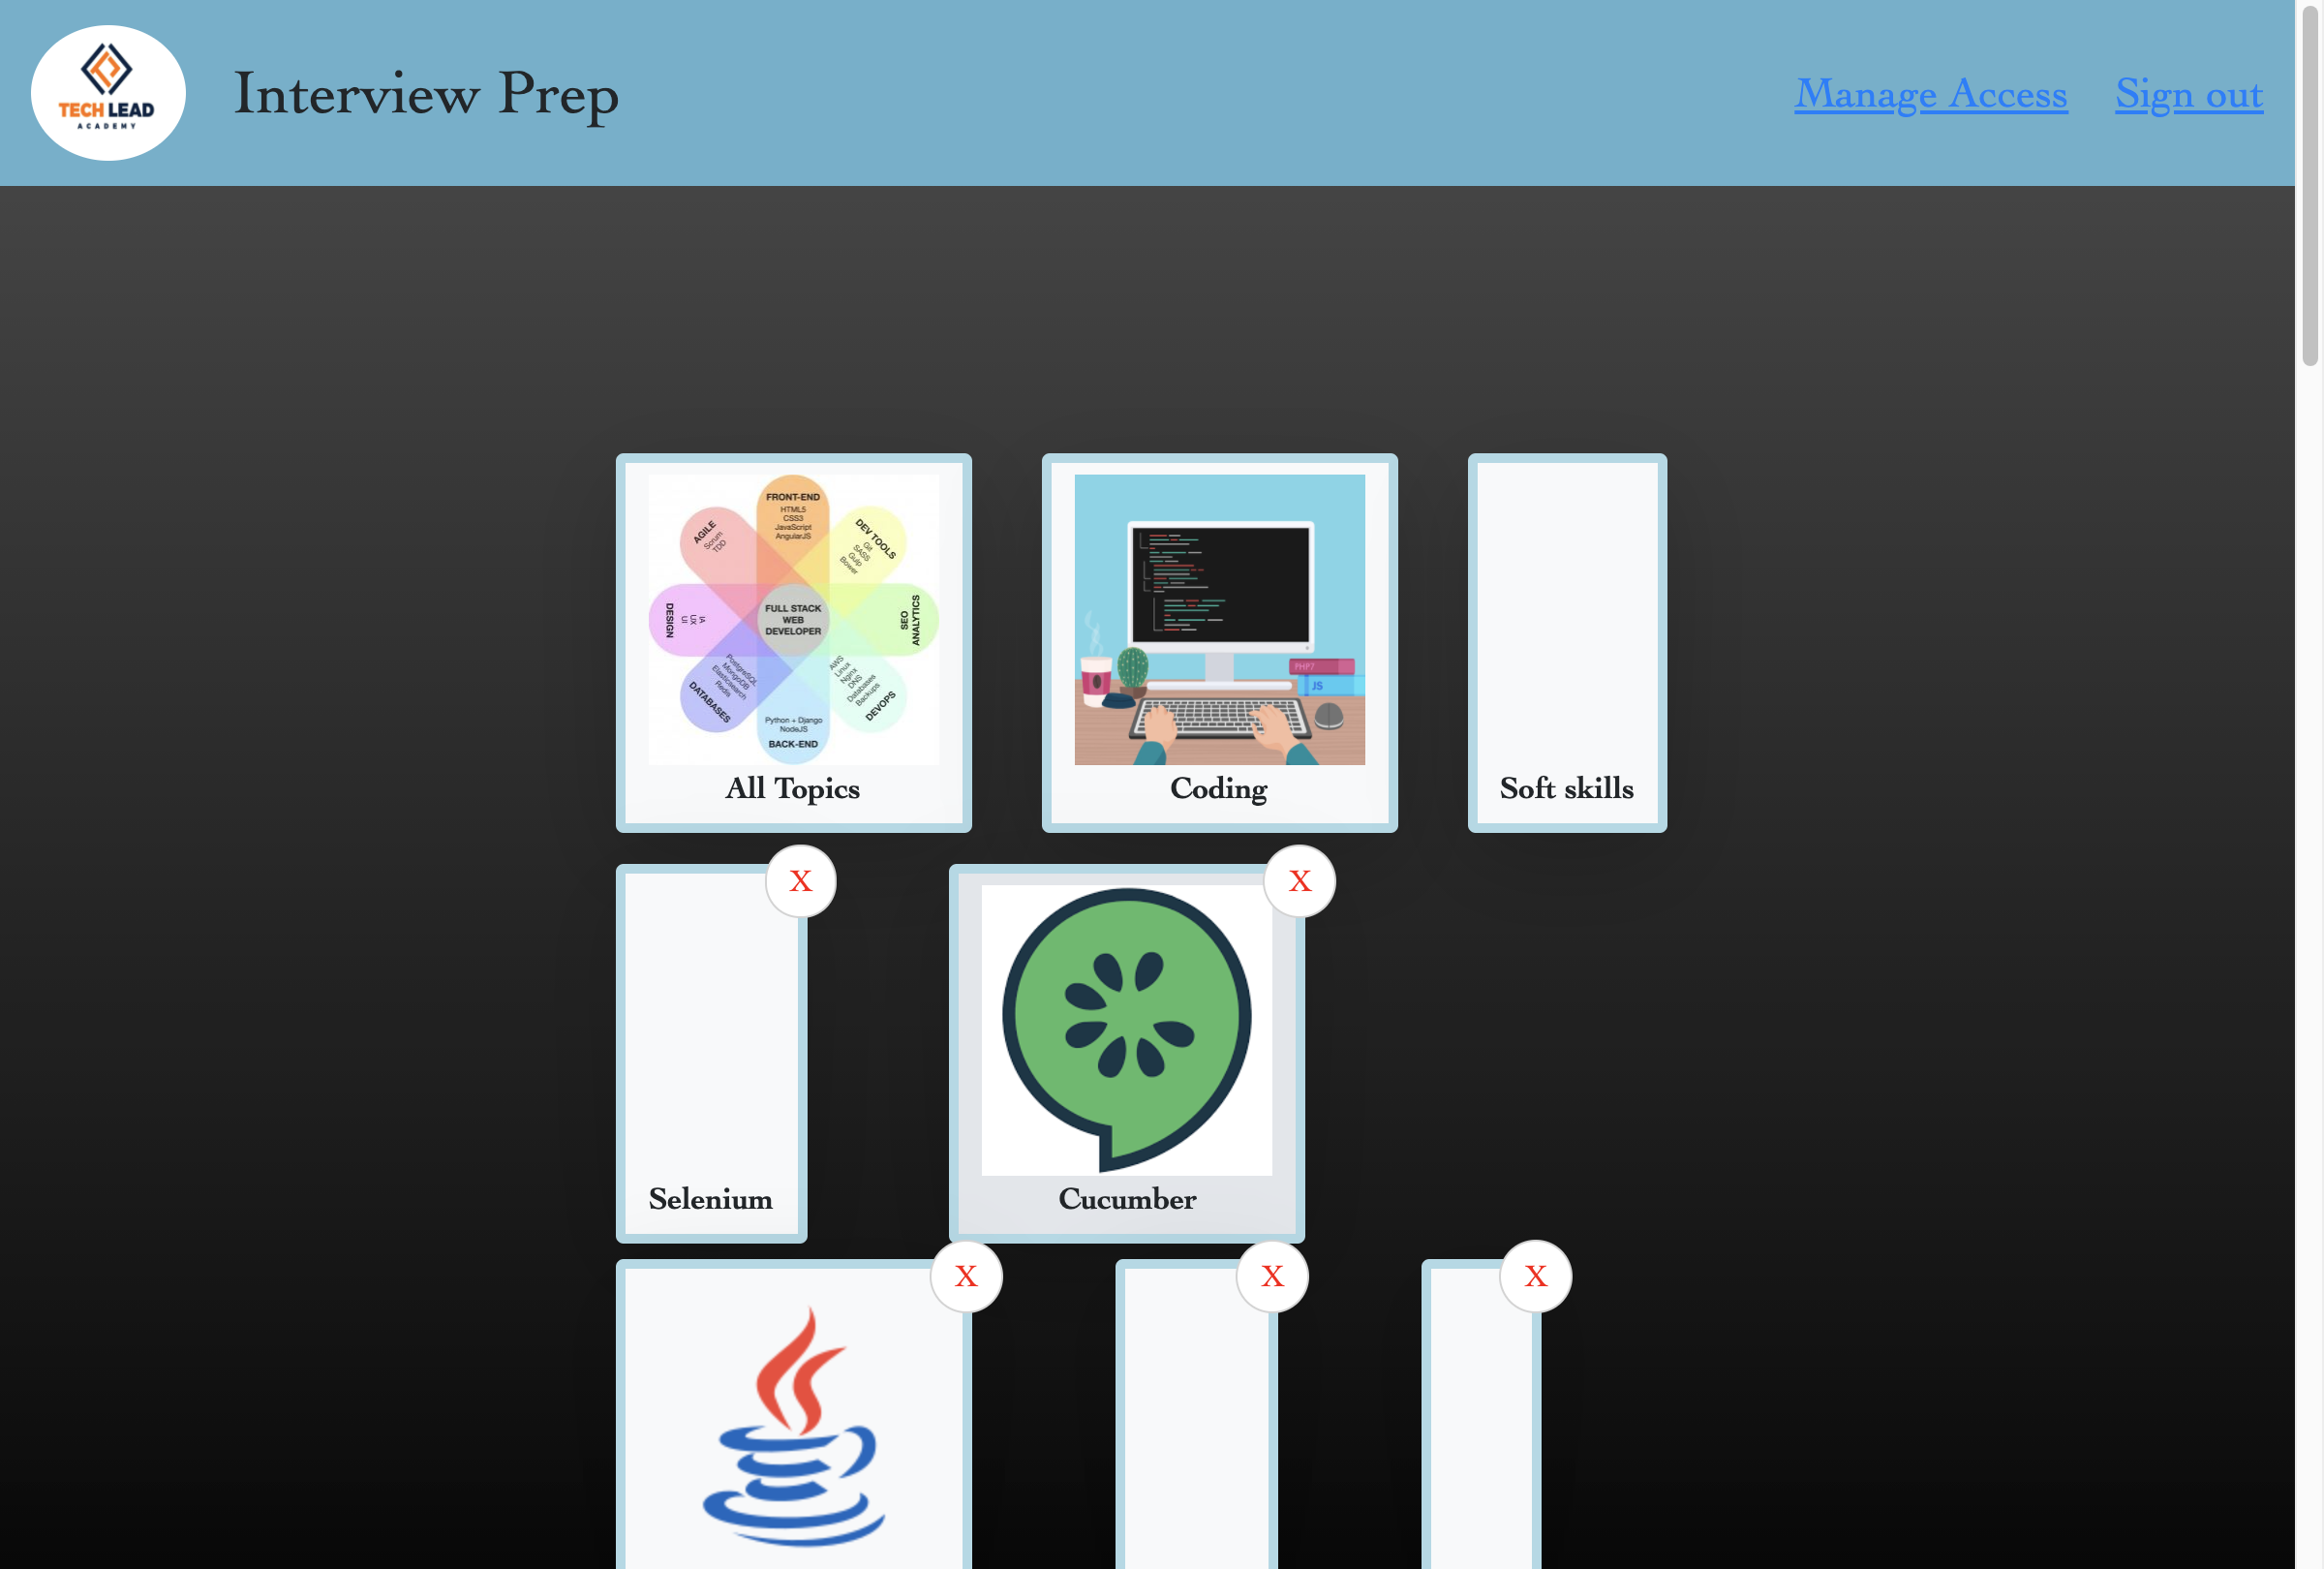 TECH LEAD
ACADEMY
Interview Prep
Manage Access
Sign out
FRONT-END
HTML5
CSS3
JavaScript
AngularJS
AGILE
Scrum
TDD
DEV TOOLS
Git
SASS
Gulp
Bower
DESIGN
IA
UX
UI
FULL STACK
WEB
DEVELOPER
SEO
ANALYTICS
PostgreSQL
MongoDB
Elasticsearch
Redis
DATABASES
AWS
Linux
Nginx
DNS
Databases
Backups
DEVOPS
Python + Django
NodeJS
BACK-END
All Topics
PHP7
JS
Coding
Soft skills
X
X
Selenium
Cucumber
X
X
X